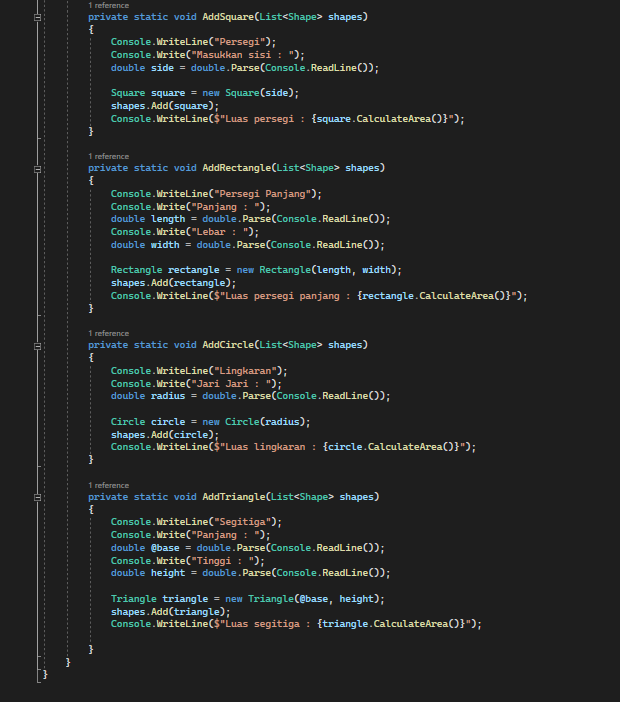 1 reference
private static void AddSquare(List<Shape> shapes)
{
Console.WriteLine("Persegi");
Console.Write("Masukkan sisi : ");
double side = double.Parse(Console.ReadLine());
Square square = new Square(side);
shapes.Add(square);
Console.WriteLine($"Luas persegi : {square.CalculateArea()}");
}
1 reference
private static void AddRectangle(List<Shape> shapes)
{
Console.WriteLine("Persegi Panjang");
Console.Write("Panjang : ");
double length = double.Parse(Console.ReadLine());
Console.Write("Lebar : ");
double width = double.Parse(Console.ReadLine());
Rectangle rectangle = new Rectangle(length, width);
shapes.Add(rectangle);
Console.WriteLine($"Luas persegi panjang : {rectangle.CalculateArea()}");
}
1 reference
private static void AddCircle(List<Shape> shapes)
{
Console.WriteLine("Lingkaran");
Console.Write("Jari Jari : ");
double radius = double.Parse(Console.ReadLine());
Circle circle = new Circle(radius);
shapes.Add(circle);
Console.WriteLine($"Luas lingkaran : {circle.CalculateArea()}");
}
1 reference
private static void AddTriangle(List<Shape> shapes)
{
Console.WriteLine("Segitiga");
Console.Write("Panjang : ");
double @base = double.Parse(Console.ReadLine());
Console.Write("Tinggi : ");
double height = double.Parse(Console.ReadLine());
Triangle triangle = new Triangle(@base, height);
shapes.Add(triangle);
Console.WriteLine($"Luas segitiga : {triangle.CalculateArea()}");
}
}
}